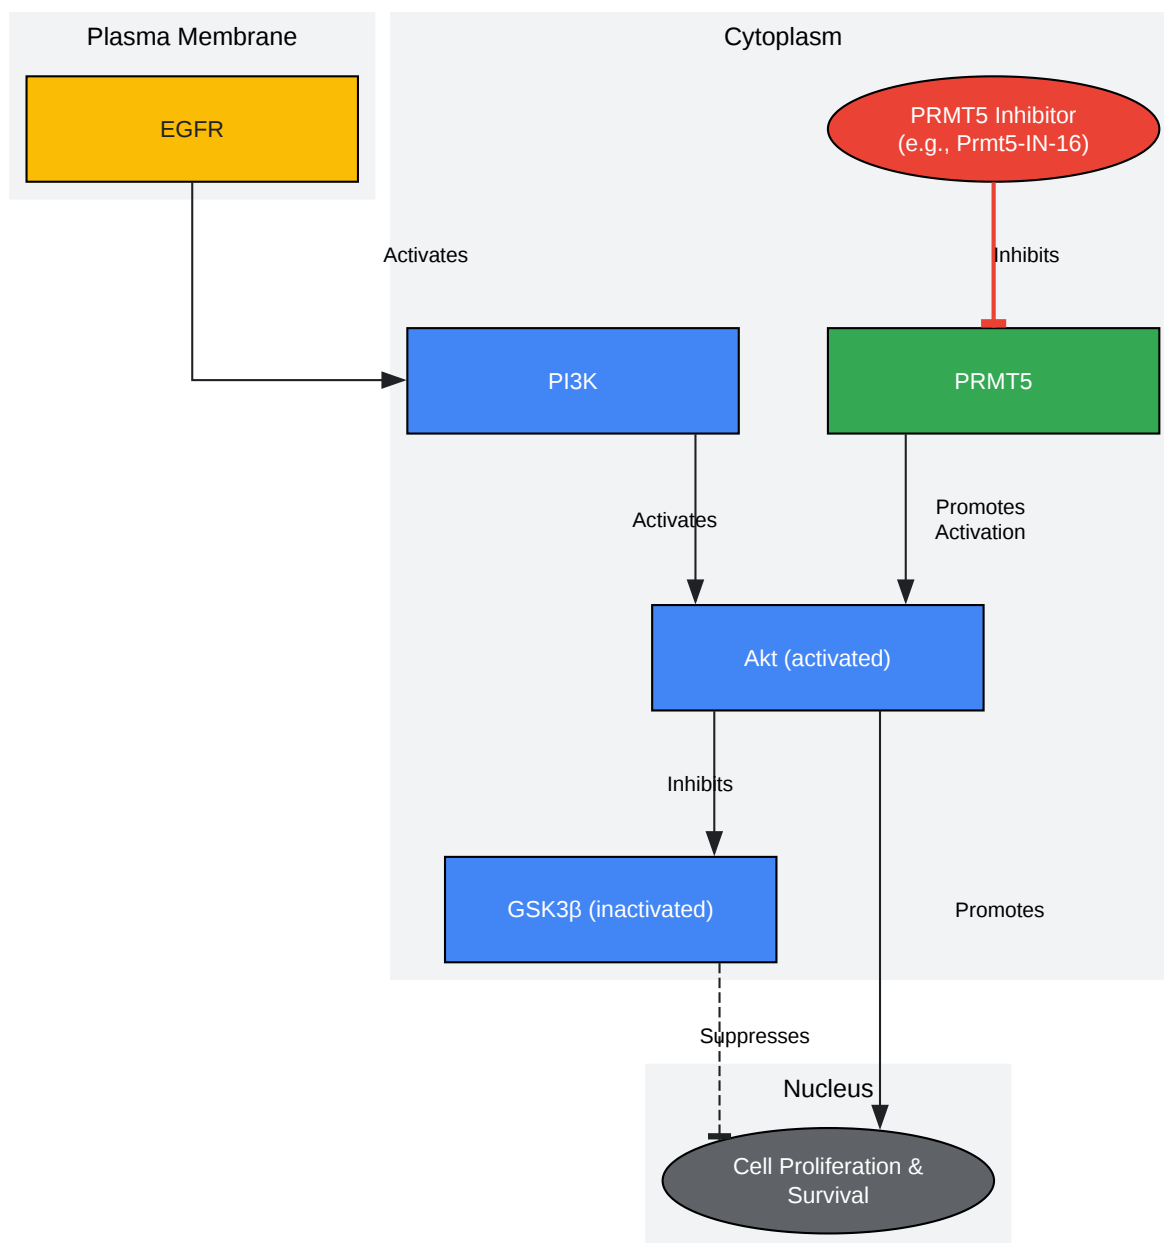 Plasma Membrane
Cytoplasm
EGFR
PRMT5 Inhibitor
(e.g., Prmt5-IN-16)
Activates
Inhibits
PI3K
PRMT5
Activates
Promotes
Activation
Akt (activated)
Inhibits
GSK3β (inactivated)
Promotes
Suppresses
Nucleus
Cell Proliferation &
Survival